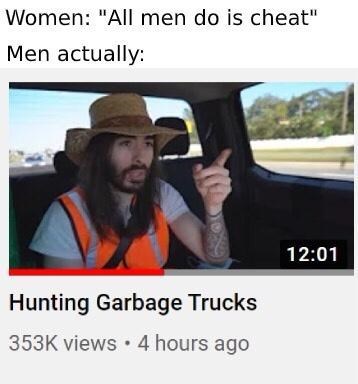 Women: "All men do is cheat"
Men actually:
12:01
Hunting Garbage Trucks
353K views • 4 hours ago